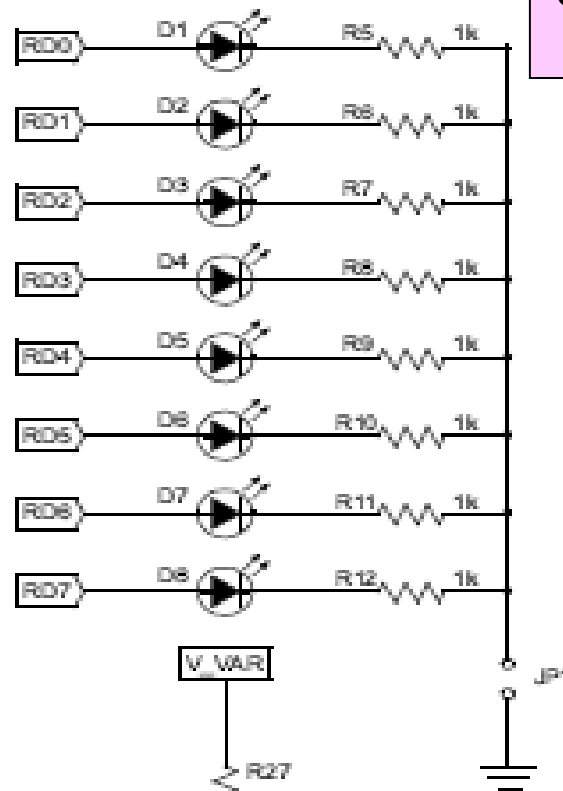 RD0 D1 R5 1k
RD1 D2 R6 1k
RD2 D3 R7 1k
RD3 D4 R8 1k
RD4 D5 R9 1k
RD5 D6 R10 1k
RD6 D7 R11 1k
RD7 D8 R12 1k
V_VAR
R27